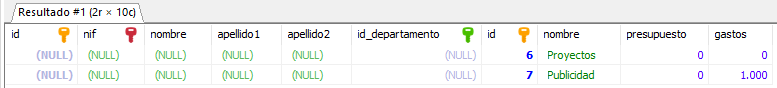 Resultado #1 (2r × 10c)
id nif nombre apellido1 apellido2 id_departamento id nombre presupuesto gastos
(NULL) (NULL) (NULL) (NULL) (NULL) (NULL) 6 Proyectos 0 0
(NULL) (NULL) (NULL) (NULL) (NULL) (NULL) 7 Publicidad 0 1.000